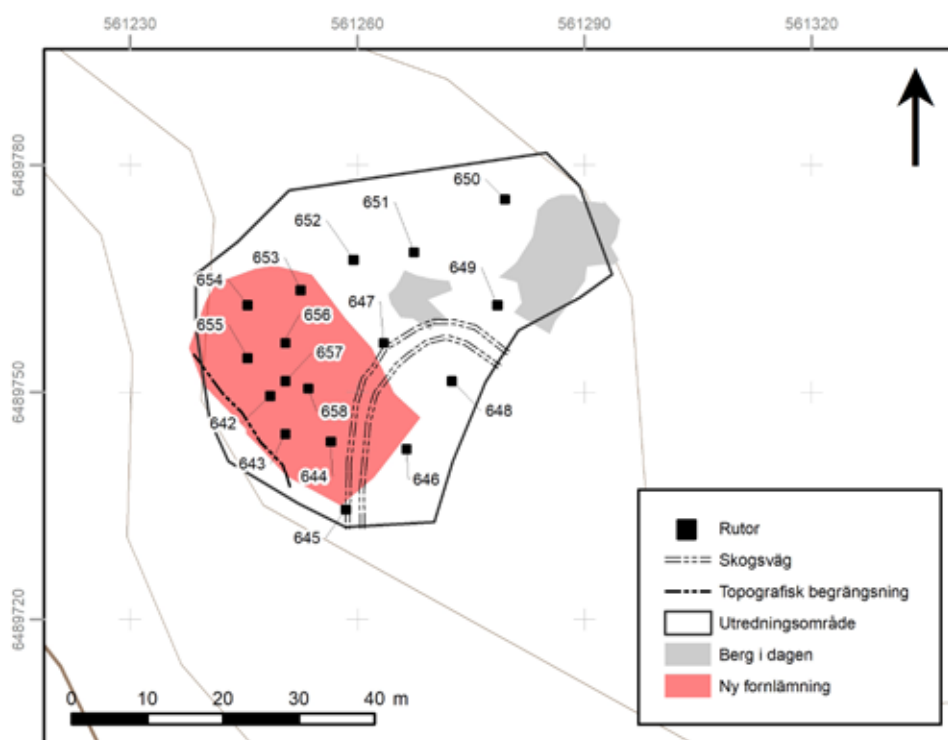 561230 561260 561290 561320
6489780
6489750
6489720
650
651
652
653
649
654
647
656
655
657
658
642
648
643
644
646
645
Rutor
Skogsväg
Topografisk begrängsning
Utredningsområde
Berg i dagen
Ny fornlämning
0 10 20 30 40 m